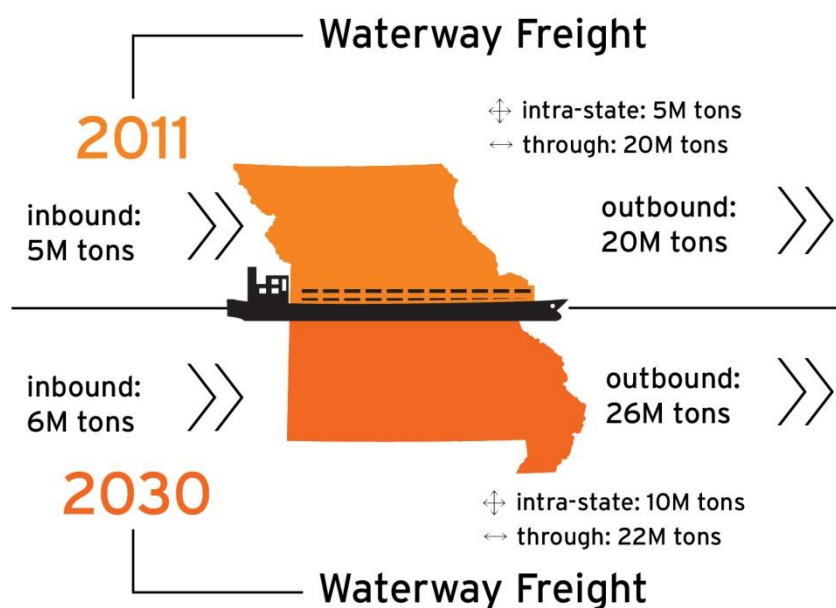 Waterway Freight
2011
intra-state: 5M tons
through: 20M tons
inbound:
5M tons
outbound:
20M tons
inbound:
6M tons
outbound:
26M tons
2030
intra-state: 10M tons
through: 22M tons
Waterway Freight